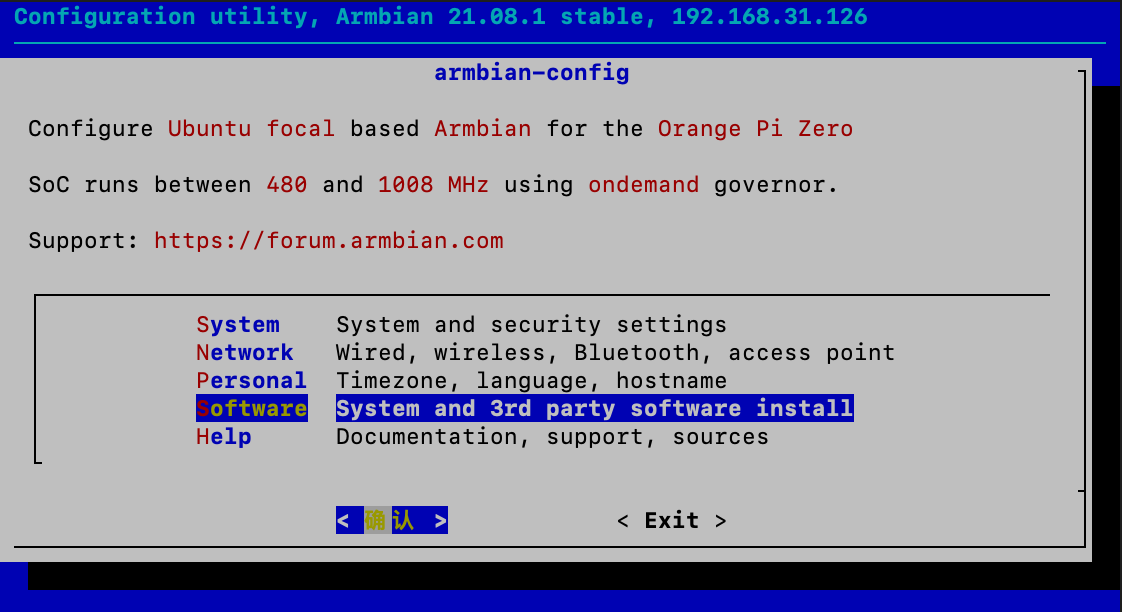 Configuration utility, Armbian 21.08.1 stable, 192.168.31.126
armbian-config
Configure Ubuntu focal based Armbian for the Orange Pi Zero
SoC runs between 480 and 1008 MHz using ondemand governor.
Support: https://forum.armbian.com
System System and security settings
Network Wired, wireless, Bluetooth, access point
Personal Timezone, language, hostname
Software System and 3rd party software install
Help Documentation, support, sources
< 确认 > < Exit >